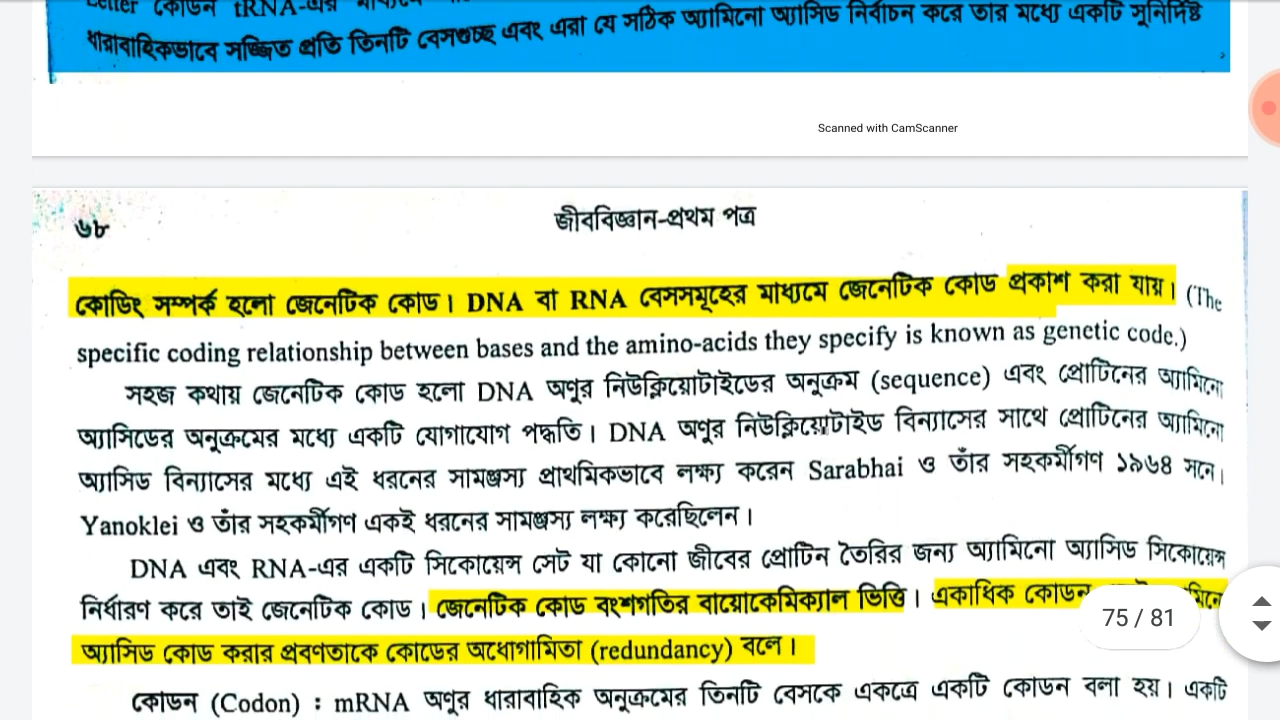 Letter কোডন tRNA-এর
ধারাবাহিকভাবে সজ্জিত প্রতি তিনটি বেসগুচ্ছ এবং এরা যে সঠিক অ্যামিনো অ্যাসিড নির্বাচন করে তার মধ্যে একটি সুনির্দিষ্ট
Scanned with CamScanner
৬৮
জীববিজ্ঞান-প্রথম পত্র
কোডিং সম্পর্ক হলো জেনেটিক কোড। DNA বা RNA বেসসমূহের মাধ্যমে জেনেটিক কোড প্রকাশ করা যায়। (The
specific coding relationship between bases and the amino-acids they specify is known as genetic code.)
সহজ কথায় জেনেটিক কোড হলো DNA অণুর নিউক্লিয়োটাইডের অনুক্রম (sequence) এবং প্রোটিনের অ্যামিনো
অ্যাসিডের অনুক্রমের মধ্যে একটি যোগাযোগ পদ্ধতি। DNA অণুর নিউক্লিয়োটাইড বিন্যাসের সাথে প্রোটিনের অ্যামিনো
অ্যাসিড বিন্যাসের মধ্যে এই ধরনের সামঞ্জস্য প্রাথমিকভাবে লক্ষ্য করেন Sarabhai ও তাঁর সহকর্মীগণ ১৯৬৪ সনে।
Yanoklei ও তাঁর সহকর্মীগণ একই ধরনের সামঞ্জস্য লক্ষ্য করেছিলেন।
DNA এবং RNA-এর একটি সিকোয়েন্স সেট যা কোনো জীবের প্রোটিন তৈরির জন্য অ্যামিনো অ্যাসিড সিকোয়েন্স
নির্ধারণ করে তাই জেনেটিক কোড। জেনেটিক কোড বংশগতির বায়োকেমিক্যাল ভিত্তি। একাধিক কোডন
75 / 81
অ্যাসিড কোড করার প্রবণতাকে কোডের অধোগামিতা (redundancy) বলে।
কোডন (Codon) : mRNA অণুর ধারাবাহিক অনুক্রমের তিনটি বেসকে একত্রে একটি কোডন বলা হয়। একটি